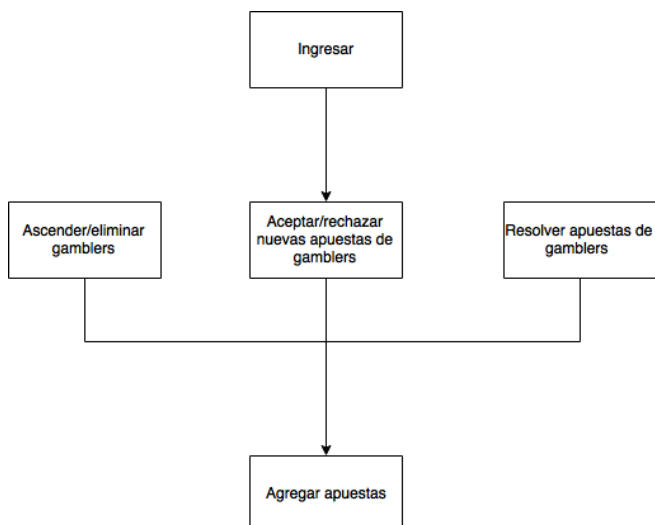 Ingresar
Ascender/eliminar
gamblers
Aceptar/rechazar
nuevas apuestas de
gamblers
Resolver apuestas de
gamblers
Agregar apuestas